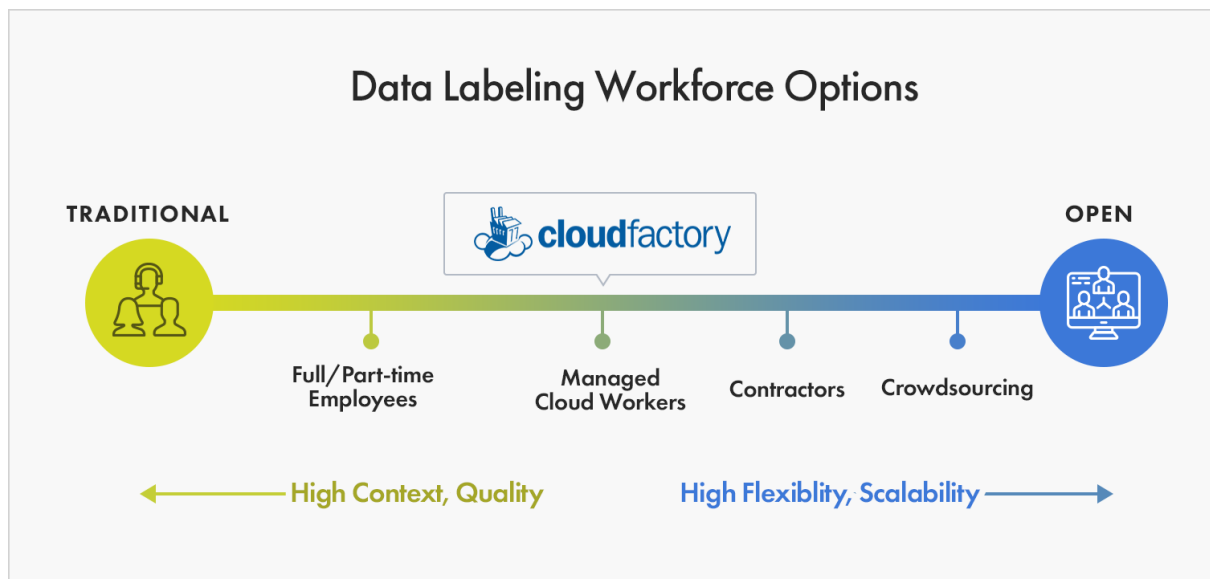 Data Labeling Workforce Options
TRADITIONAL
cloudfactory
OPEN
Full/Part-time
Employees
Managed
Cloud Workers
Contractors
Crowdsourcing
High Context, Quality
High Flexiblity, Scalability